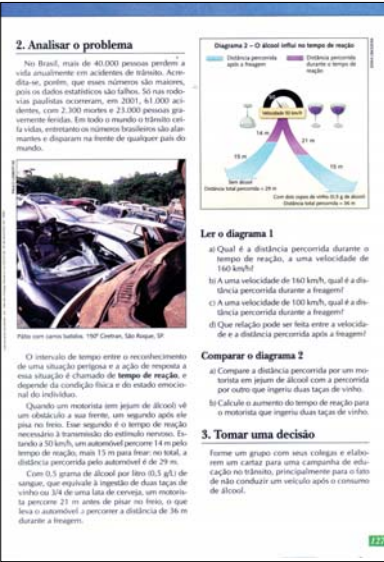 2. Analisar o problema
No Brasil, mais de 40.000 pessoas perdem a
vida anualmente em acidentes de trânsito. Acre-
dita-se, porém, que esses números são maiores,
pois os dados estatísticos são falhos. Só nas rodo-
vias paulistas ocorreram, em 2001, 61.000 aci-
dentes, com 2.300 mortes e 23.000 pessoas gra-
vemente feridas. Em todo o mundo o trânsito cei-
fa vidas, entretanto os números brasileiros são alar-
mantes e disparam na frente de qualquer país do
mundo.
Pátio com carros batidos. 150ª Ciretran, São Roque, SP.
O intervalo de tempo entre o reconhecimento
de uma situação perigosa e a ação de resposta a
essa situação é chamado de tempo de reação, e
depende da condição física e do estado emocio-
nal do indivíduo.
Quando um motorista (em jejum de álcool) vê
um obstáculo a sua frente, um segundo após ele
pisa no freio. Esse segundo é o tempo de reação
necessário à transmissão do estímulo nervoso. Es-
tando a 50 km/h, um automóvel percorre 14 m pelo
tempo de reação, mais 15 m para frear: no total, a
distância percorrida pelo automóvel é de 29 m.
Com 0,5 grama de álcool por litro (0,5 g/L) de
sangue, que equivale à ingestão de duas taças de
vinho ou 3/4 de uma lata de cerveja, um motoris-
ta percorre 21 m antes de pisar no freio, o que
leva o automóvel a percorrer a distância de 36 m
durante a freagem.
Diagrama 2 – O álcool influi no tempo de reação
Distância percorrida
após a freagem
Distância percorrida
durante o tempo de
reação
Velocidade 50 km/h
14 m
21 m
15 m
15 m
Sem álcool
Distância total percorrida = 29 m
Com dois copos de vinho (0,5 g de álcool)
Distância total percorrida = 36 m
Ler o diagrama 1
a) Qual é a distância percorrida durante o
tempo de reação, a uma velocidade de
160 km/h?
b) A uma velocidade de 160 km/h, qual é a dis-
tância percorrida durante a freagem?
c) A uma velocidade de 100 km/h, qual é a dis-
tância percorrida durante a freagem?
d) Que relação pode ser feita entre a velocida-
de e a distância percorrida após a freagem?
Comparar o diagrama 2
a) Compare a distância percorrida por um mo-
torista em jejum de álcool com a percorrida
por outro que ingeriu duas taças de vinho.
b) Calcule o aumento do tempo de reação para
o motorista que ingeriu duas taças de vinho.
3. Tomar uma decisão
Forme um grupo com seus colegas e elabo-
rem um cartaz para uma campanha de edu-
cação no trânsito, principalmente para o fato
de não conduzir um veículo após o consumo
de álcool.
127